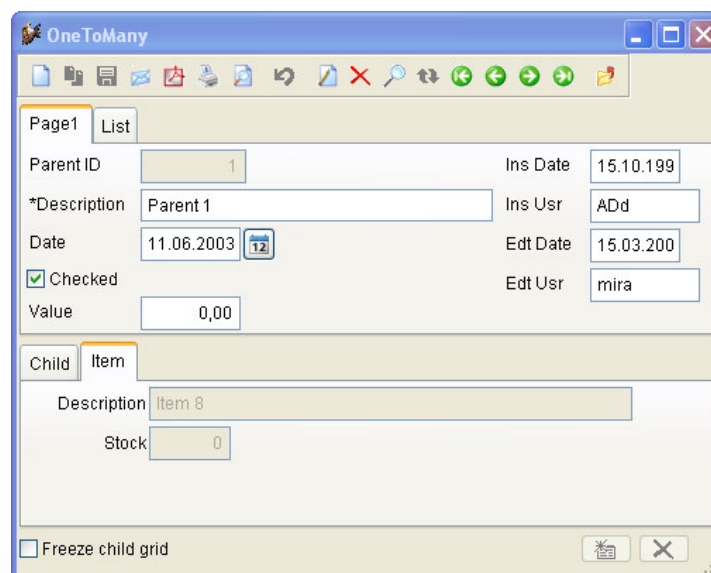 OneToMany
Page1 List
Parent ID 1 Ins Date 15.10.199
*Description Parent 1 Ins Usr ADd
Date 11.06.2003 12 Edt Date 15.03.200
Checked Edt Usr mira
Value 0,00
Child Item
Description Item 8
Stock 0
Freeze child grid